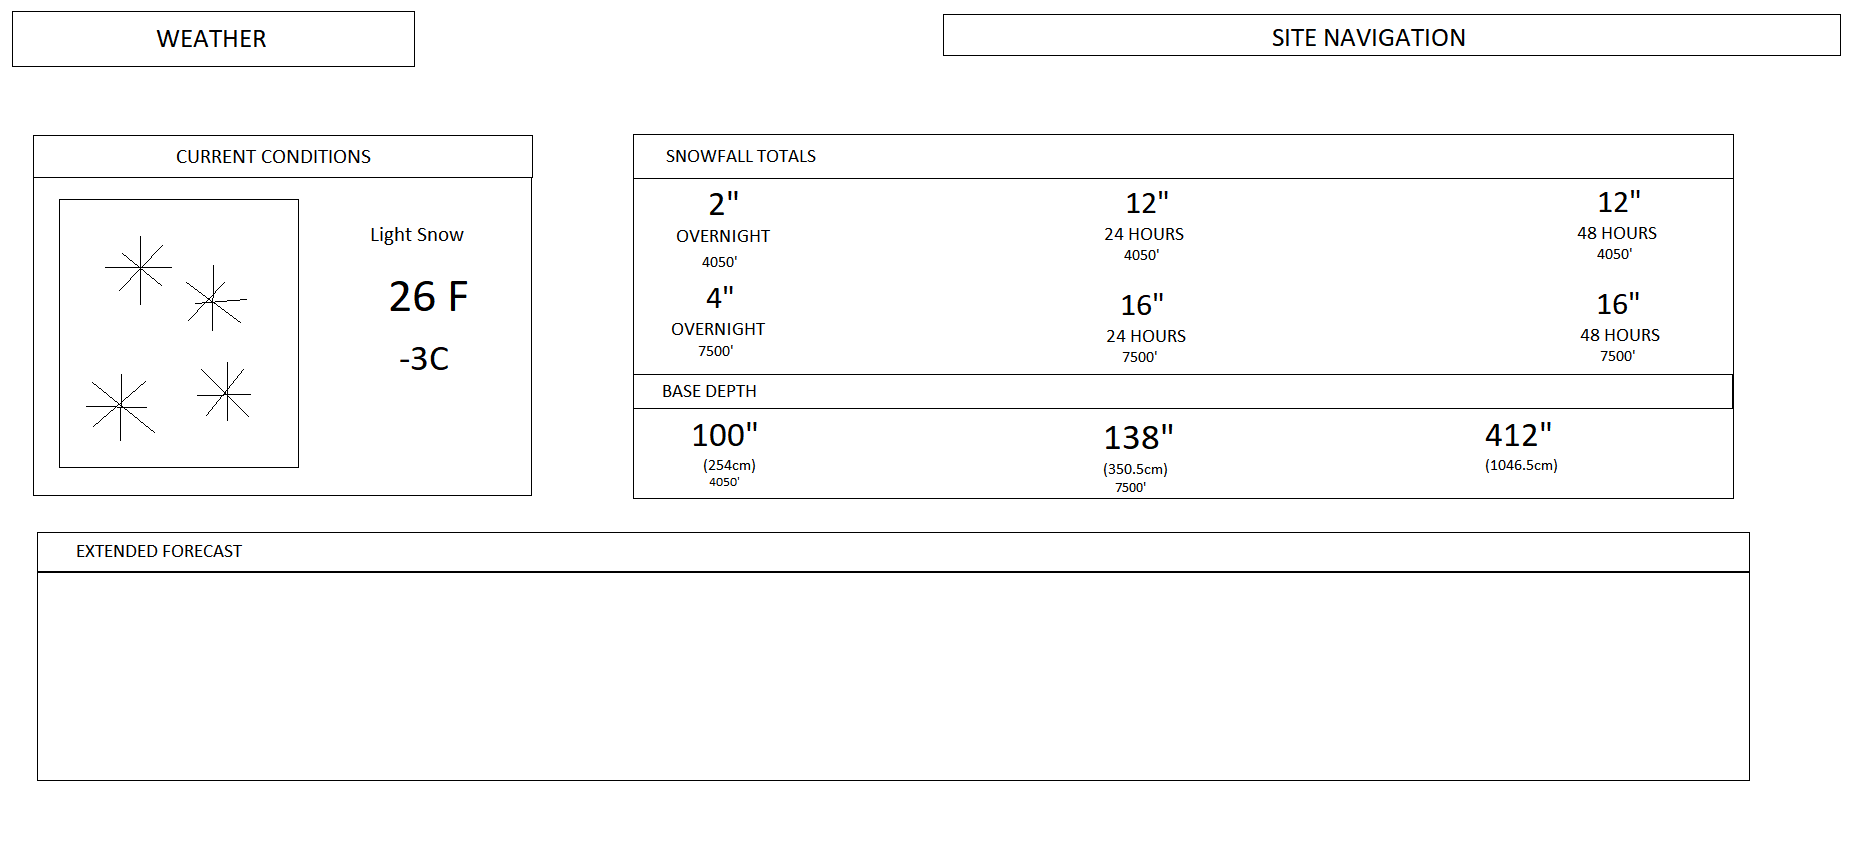 WEATHER
SITE NAVIGATION
CURRENT CONDITIONS
Light Snow
26 F
-3C
SNOWFALL TOTALS
2"
OVERNIGHT
4050'
12"
24 HOURS
4050'
12"
48 HOURS
4050'
4"
OVERNIGHT
7500'
16"
24 HOURS
7500'
16"
48 HOURS
7500'
BASE DEPTH
100"
(254cm)
4050'
138"
(350.5cm)
7500'
412"
(1046.5cm)
EXTENDED FORECAST